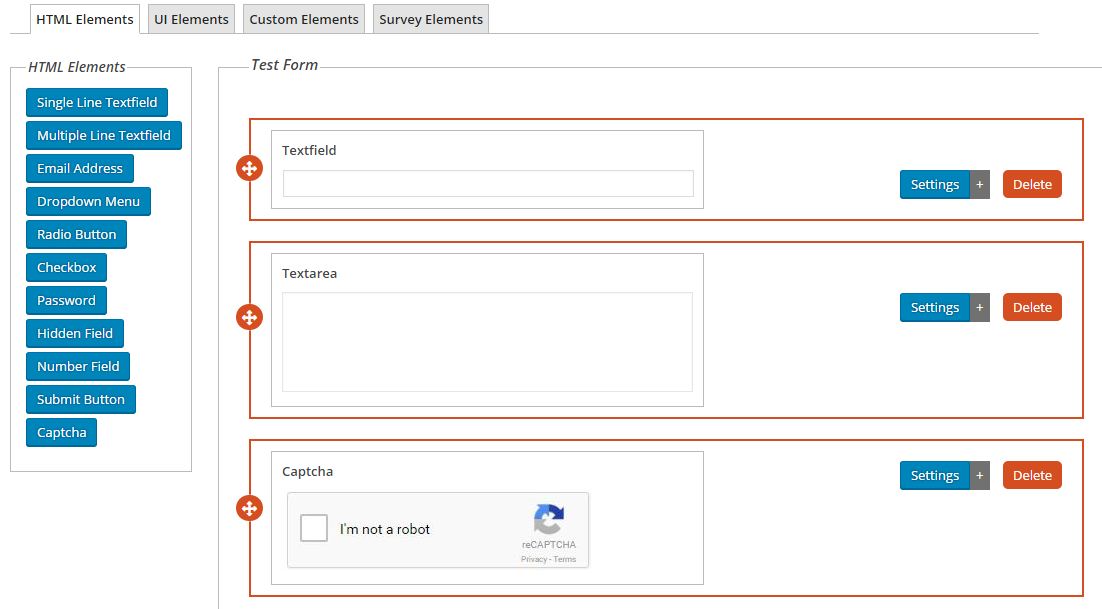 HTML Elements
UI Elements
Custom Elements
Survey Elements
HTML Elements
Single Line Textfield
Multiple Line Textfield
Email Address
Dropdown Menu
Radio Button
Checkbox
Password
Hidden Field
Number Field
Submit Button
Captcha
Test Form
Textfield
Settings +
Delete
Textarea
Settings +
Delete
Captcha
I'm not a robot
reCAPTCHA
Privacy - Terms
Settings +
Delete